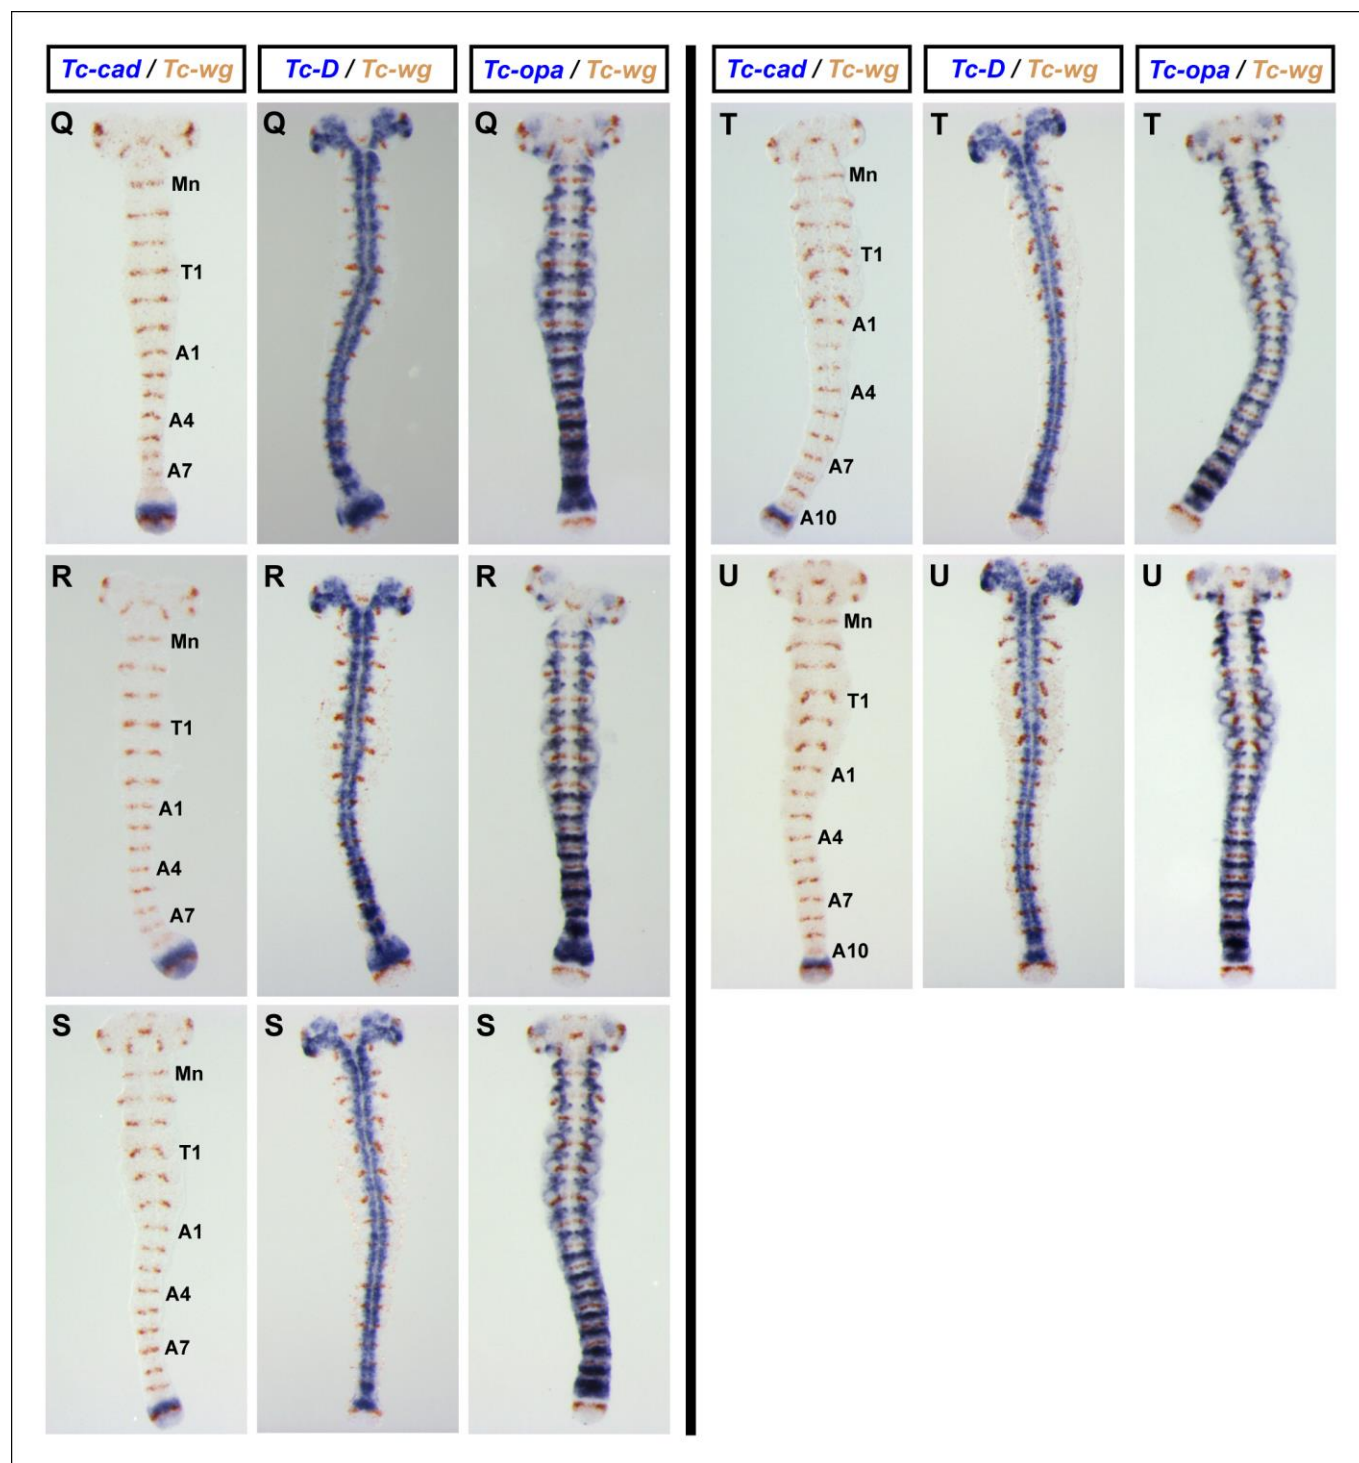 Tc-cad / Tc-wg
Tc-D / Tc-wg
Tc-opa / Tc-wg
Tc-cad / Tc-wg
Tc-D / Tc-wg
Tc-opa / Tc-wg
Q
Mn
T1
A1
A4
A7
Q
Q
T
Mn
T1
A1
A4
A7
A10
T
T
R
Mn
T1
A1
A4
A7
R
R
U
Mn
T1
A1
A4
A7
A10
U
U
S
Mn
T1
A1
A4
A7
S
S